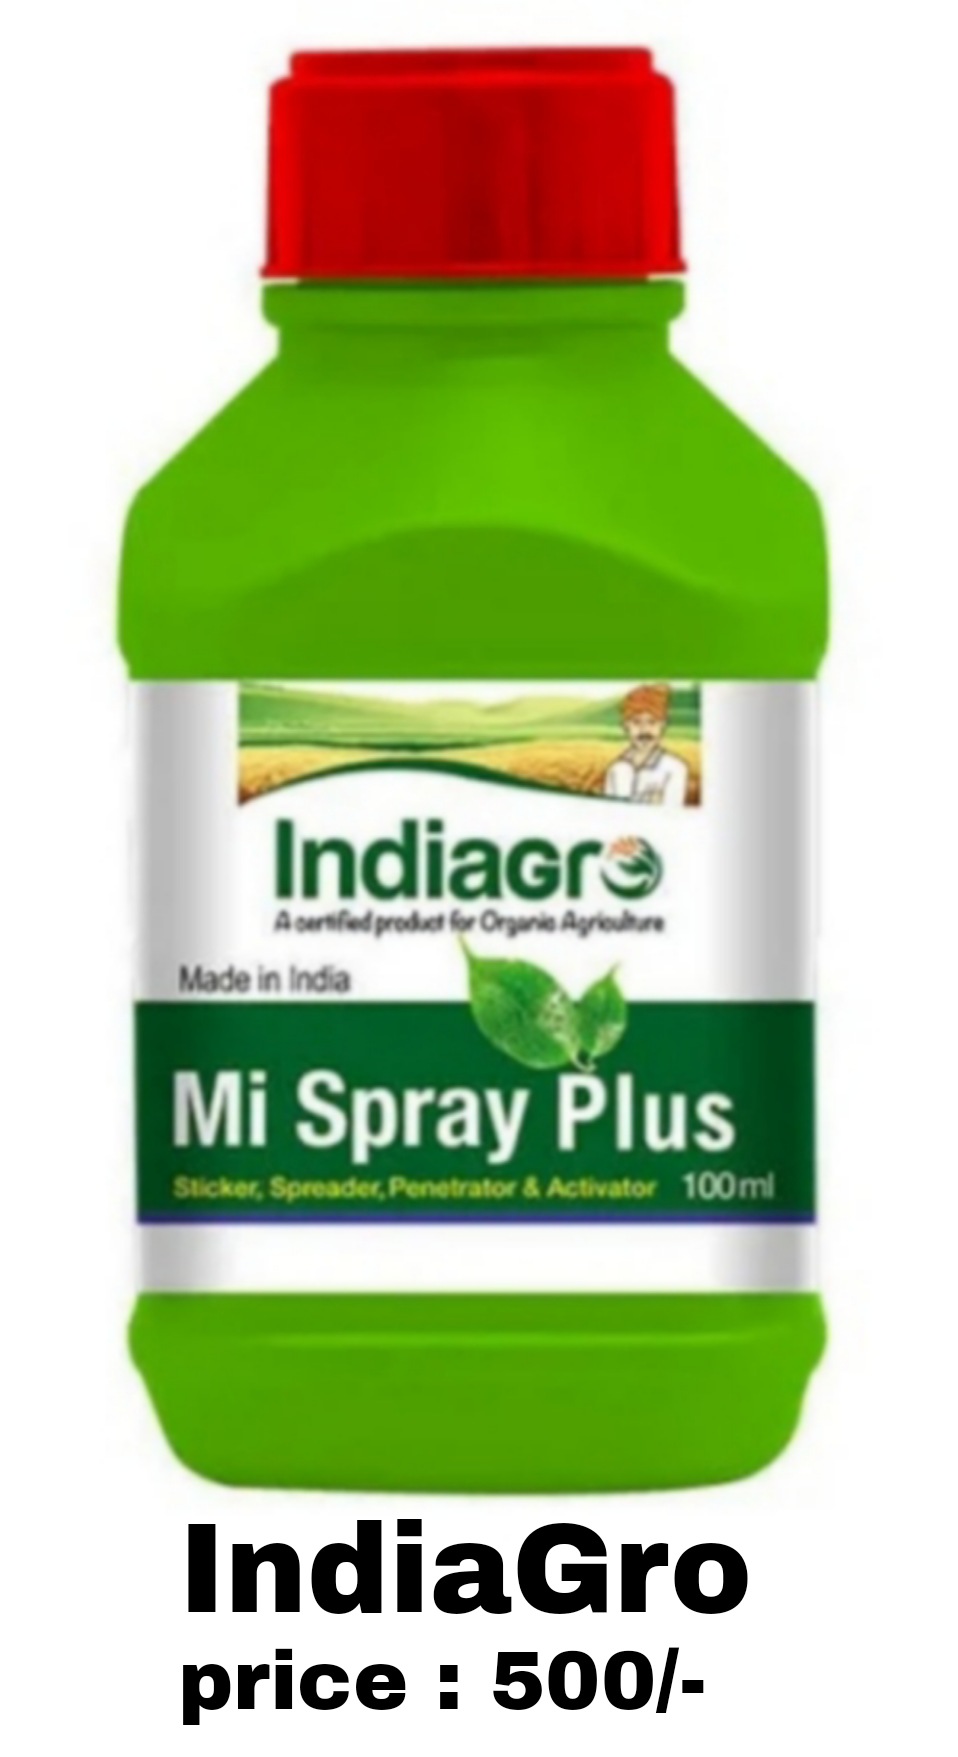 Indiagro
A certified product for Organic Agriculture
Made in India
Mi Spray Plus
Sticker, Spreader, Penetrator & Activator 100ml
IndiaGro
price : 500/-